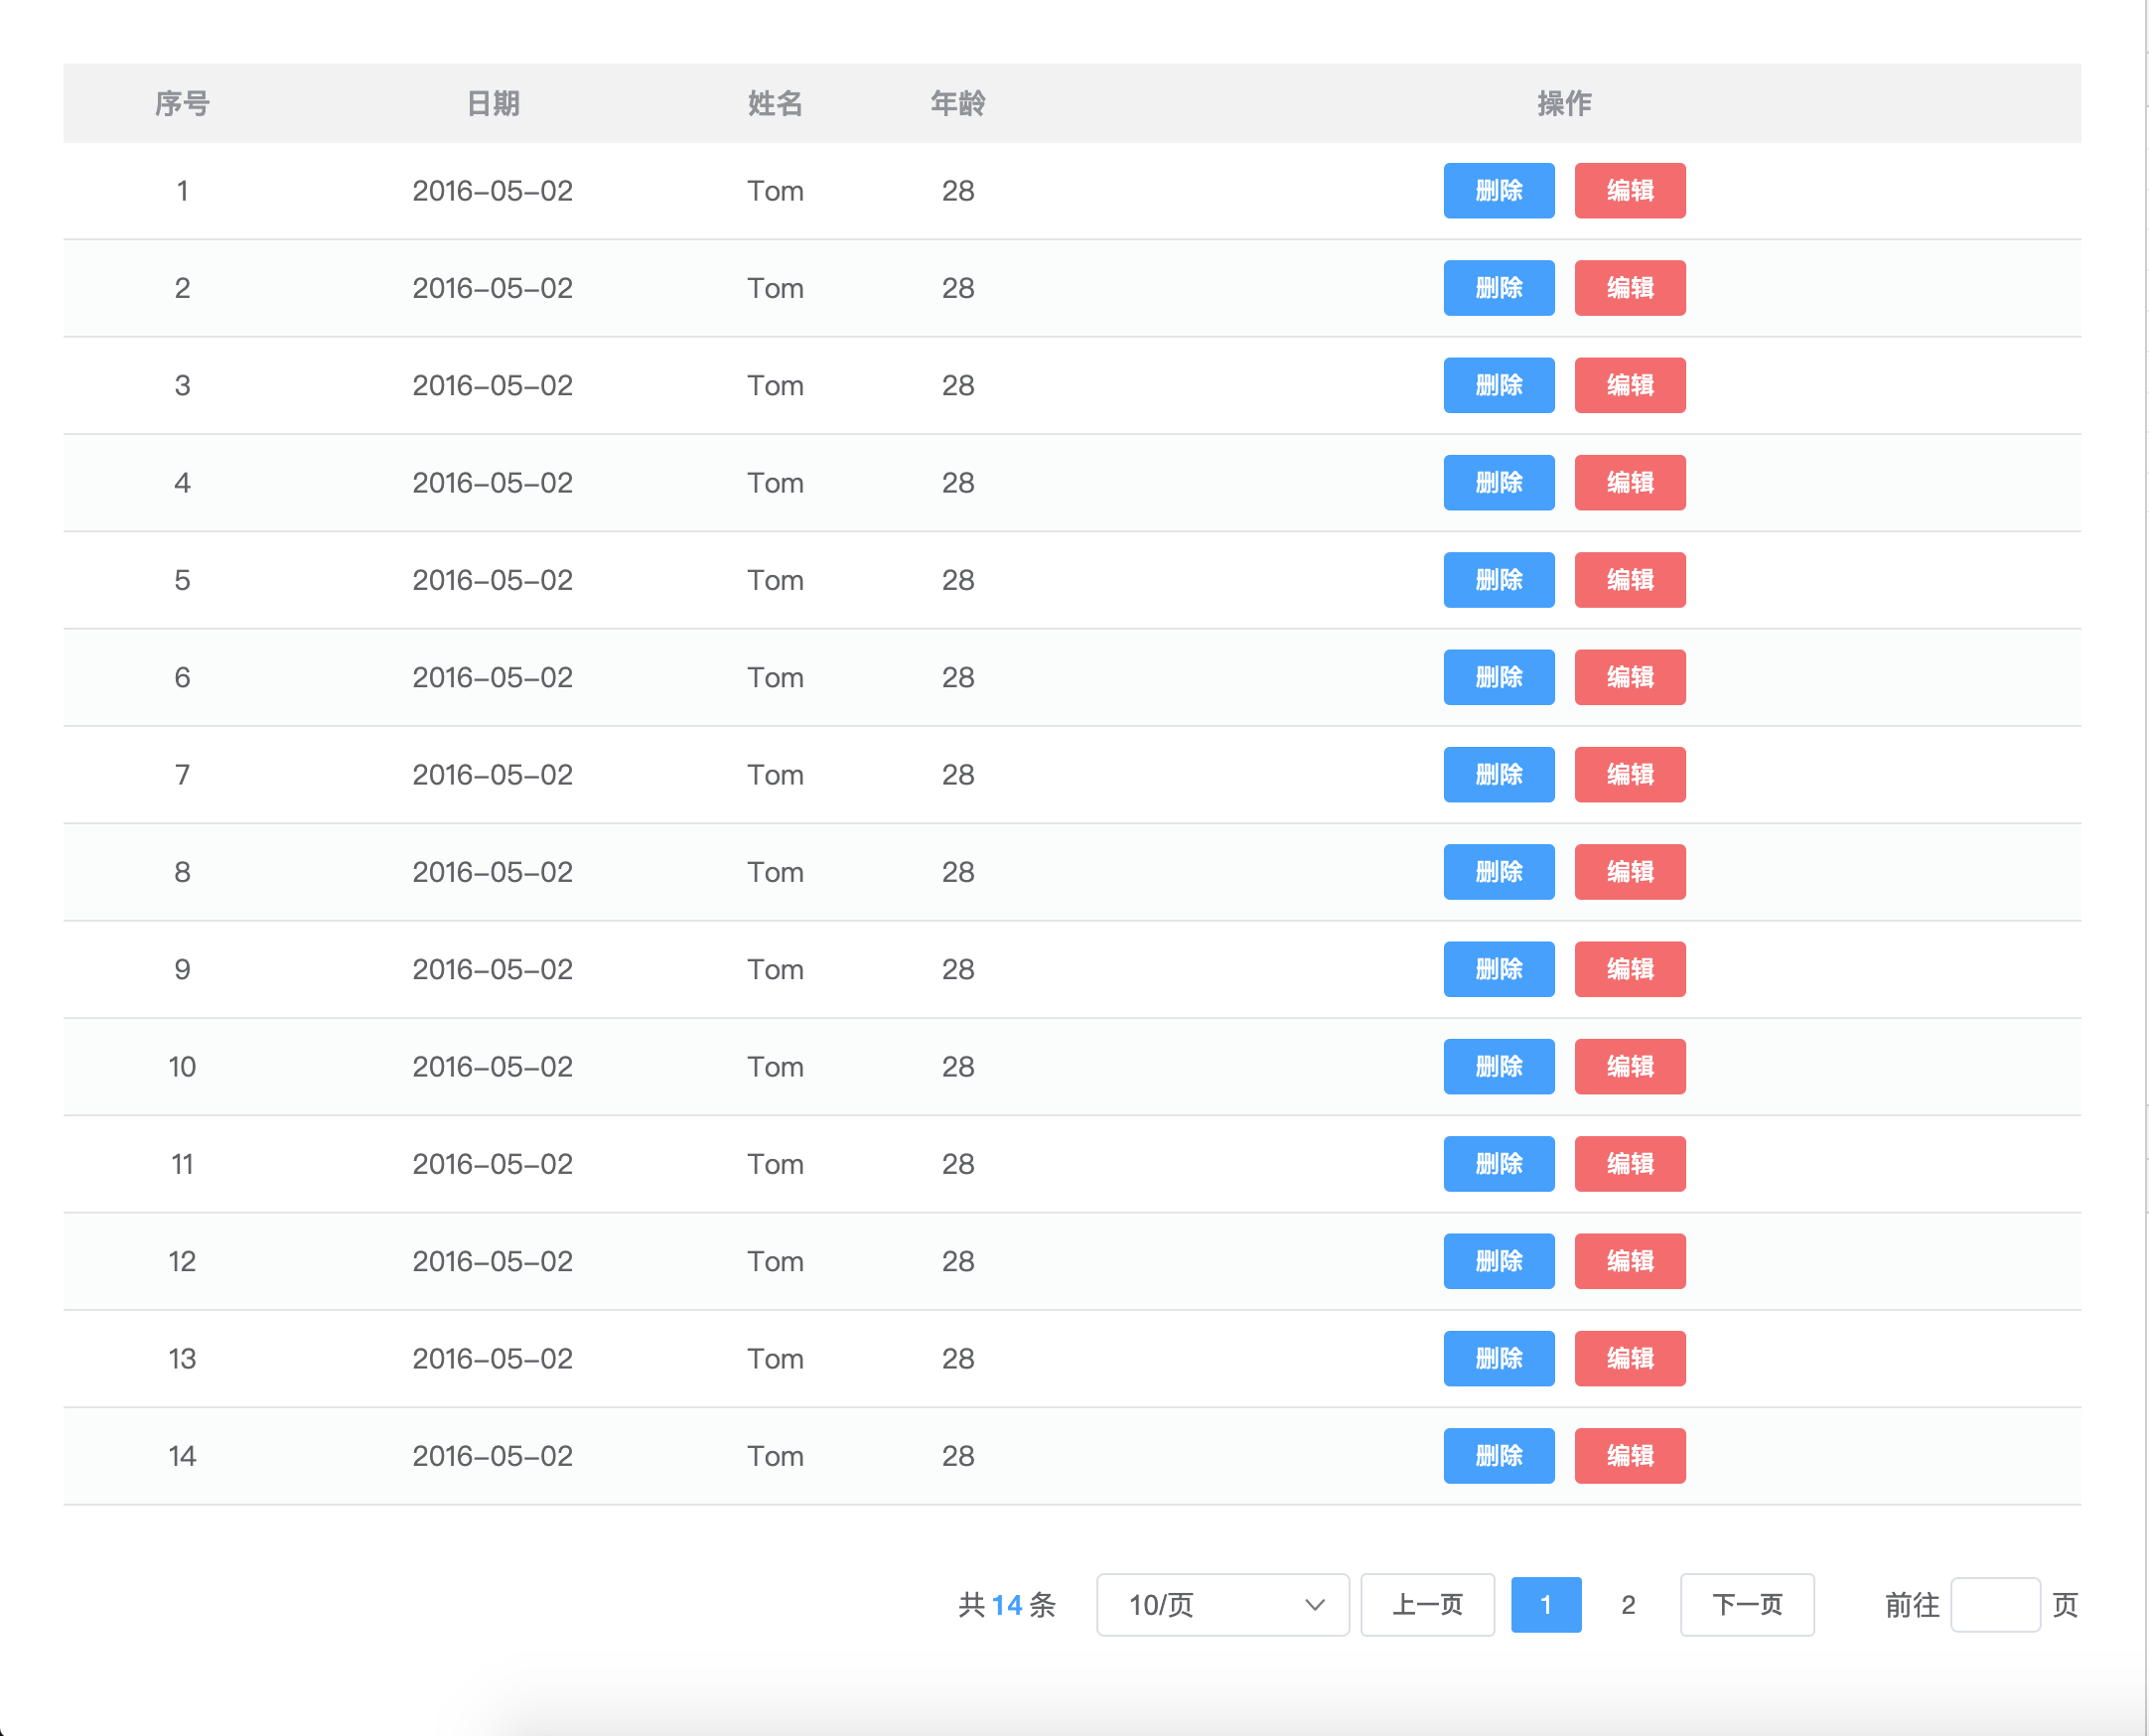 序号 日期 姓名 年龄 操作
1 2016-05-02 Tom 28 删除 编辑
2 2016-05-02 Tom 28 删除 编辑
3 2016-05-02 Tom 28 删除 编辑
4 2016-05-02 Tom 28 删除 编辑
5 2016-05-02 Tom 28 删除 编辑
6 2016-05-02 Tom 28 删除 编辑
7 2016-05-02 Tom 28 删除 编辑
8 2016-05-02 Tom 28 删除 编辑
9 2016-05-02 Tom 28 删除 编辑
10 2016-05-02 Tom 28 删除 编辑
11 2016-05-02 Tom 28 删除 编辑
12 2016-05-02 Tom 28 删除 编辑
13 2016-05-02 Tom 28 删除 编辑
14 2016-05-02 Tom 28 删除 编辑
共 14 条 10/页 上一页 1 2 下一页 前往 页